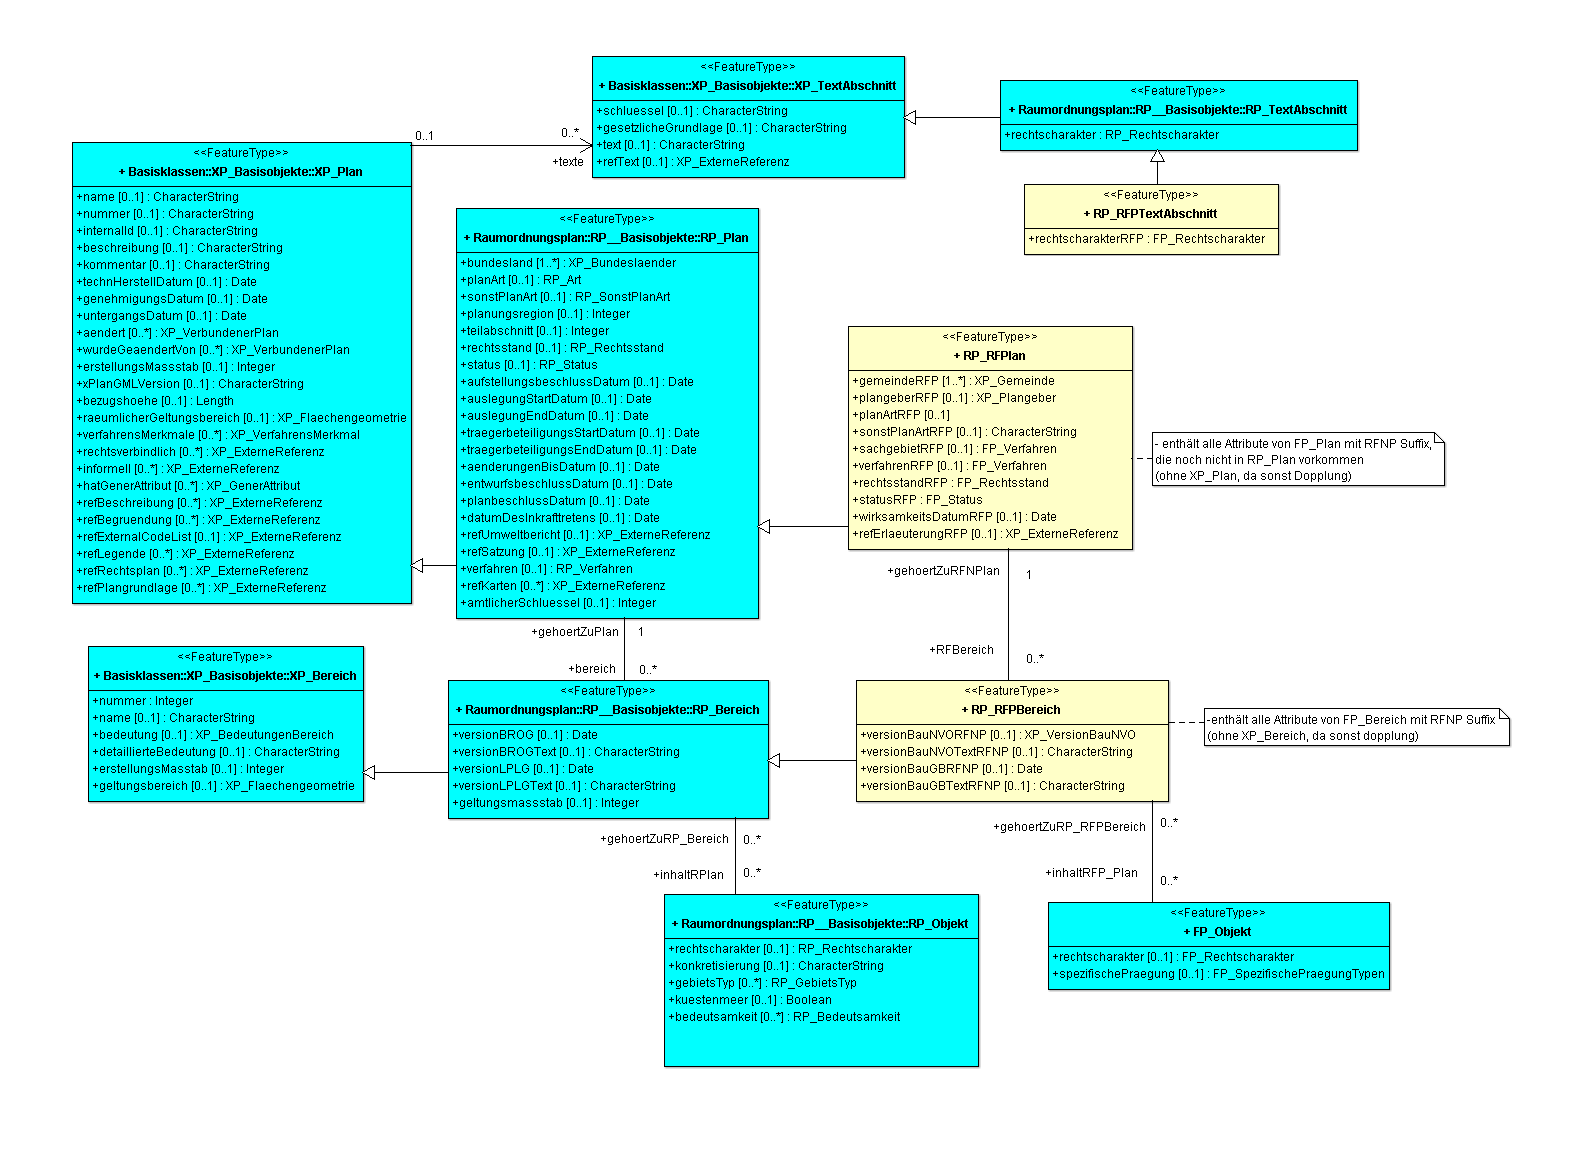 <<FeatureType>>
+ Basisklassen::XP_Basisobjekte::XP_TextAbschnitt
+schluessel [0..1] : CharacterString
+gesetzlicheGrundlage [0..1] : CharacterString
+text [0..1] : CharacterString
+refText [0..1] : XP_ExterneReferenz
<<FeatureType>>
+ Raumordnungsplan::RP__Basisobjekte::RP_TextAbschnitt
+rechtscharakter : RP_Rechtscharakter
0..1
0..*
+texte
<<FeatureType>>
+ RP_RFPTextAbschnitt
+rechtscharakterRFP : FP_Rechtscharakter
<<FeatureType>>
+ Basisklassen::XP_Basisobjekte::XP_Plan
+name [0..1] : CharacterString
+nummer [0..1] : CharacterString
+internalId [0..1] : CharacterString
+beschreibung [0..1] : CharacterString
+kommentar [0..1] : CharacterString
+technHerstellDatum [0..1] : Date
+genehmigungsDatum [0..1] : Date
+untergangsDatum [0..1] : Date
+aendert [0..*] : XP_VerbundenerPlan
+wurdeGeaendertVon [0..*] : XP_VerbundenerPlan
+erstellungsMassstab [0..1] : Integer
+xPlanGMLVersion [0..1] : CharacterString
+bezugshoehe [0..1] : Length
+raeumlicherGeltungsbereich [0..1] : XP_Flaechengeometrie
+verfahrensMerkmale [0..*] : XP_VerfahrensMerkmal
+rechtsverbindlich [0..*] : XP_ExterneReferenz
+informell [0..*] : XP_ExterneReferenz
+hatGenerAttribut [0..*] : XP_GenerAttribut
+refBeschreibung [0..*] : XP_ExterneReferenz
+refBegruendung [0..*] : XP_ExterneReferenz
+refExternalCodeList [0..1] : XP_ExterneReferenz
+refLegende [0..*] : XP_ExterneReferenz
+refRechtsplan [0..*] : XP_ExterneReferenz
+refPlangrundlage [0..*] : XP_ExterneReferenz
<<FeatureType>>
+ Raumordnungsplan::RP__Basisobjekte::RP_Plan
+bundesland [1..*] : XP_Bundeslaender
+planArt [0..1] : RP_Art
+sonstPlanArt [0..1] : RP_SonstPlanArt
+planungsregion [0..1] : Integer
+teilabschnitt [0..1] : Integer
+rechtsstand [0..1] : RP_Rechtsstand
+status [0..1] : RP_Status
+aufstellungsbeschlussDatum [0..1] : Date
+auslegungStartDatum [0..1] : Date
+auslegungEndDatum [0..1] : Date
+traegerbeteiligungsStartDatum [0..1] : Date
+traegerbeteiligungsEndDatum [0..1] : Date
+aenderungenBisDatum [0..1] : Date
+entwurfsbeschlussDatum [0..1] : Date
+planbeschlussDatum [0..1] : Date
+datumDesInkrafttretens [0..1] : Date
+refUmweltbericht [0..1] : XP_ExterneReferenz
+refSatzung [0..1] : XP_ExterneReferenz
+verfahren [0..1] : RP_Verfahren
+refKarten [0..*] : XP_ExterneReferenz
+amtlicherSchluessel [0..1] : Integer
<<FeatureType>>
+ RP_RFPlan
+gemeindeRFP [1..*] : XP_Gemeinde
+plangeberRFP [0..1] : XP_Plangeber
+planArtRFP [0..1]
+sonstPlanArtRFP [0..1] : CharacterString
+sachgebietRFP [0..1] : FP_Verfahren
+verfahrenRFP [0..1] : FP_Verfahren
+rechtsstandRFP : FP_Rechtsstand
+statusRFP : FP_Status
+wirksamkeitsDatumRFP [0..1] : Date
+refErlaeuterungRFP [0..1] : XP_ExterneReferenz
- enthält alle Attribute von FP_Plan mit RFNP Suffix,
die noch nicht in RP_Plan vorkommen
(ohne XP_Plan, da sonst Dopplung)
+gehoertZuRFNPlan
1
+RFBereich
0..*
+gehoertZuPlan
1
+bereich
0..*
<<FeatureType>>
+ Basisklassen::XP_Basisobjekte::XP_Bereich
+nummer : Integer
+name [0..1] : CharacterString
+bedeutung [0..1] : XP_BedeutungenBereich
+detaillierteBedeutung [0..1] : CharacterString
+erstellungsMasstab [0..1] : Integer
+geltungsbereich [0..1] : XP_Flaechengeometrie
<<FeatureType>>
+ Raumordnungsplan::RP__Basisobjekte::RP_Bereich
+versionBROG [0..1] : Date
+versionBROGText [0..1] : CharacterString
+versionLPLG [0..1] : Date
+versionLPLGText [0..1] : CharacterString
+geltungsmassstab [0..1] : Integer
<<FeatureType>>
+ RP_RFPBereich
+versionBauNVORFNP [0..1] : XP_VersionBauNVO
+versionBauNVOTextRFNP [0..1] : CharacterString
+versionBauGBRFNP [0..1] : Date
+versionBauGBTextRFNP [0..1] : CharacterString
-enthält alle Attribute von FP_Bereich mit RFNP Suffix
(ohne XP_Bereich, da sonst dopplung)
+gehoertZuRP_Bereich
0..*
+inhaltRPlan
0..*
+gehoertZuRP_RFPBereich
0..*
+inhaltRFP_Plan
0..*
<<FeatureType>>
+ Raumordnungsplan::RP__Basisobjekte::RP_Objekt
+rechtscharakter [0..1] : RP_Rechtscharakter
+konkretisierung [0..1] : CharacterString
+gebietsTyp [0..*] : RP_GebietsTyp
+kuestenmeer [0..1] : Boolean
+bedeutsamkeit [0..*] : RP_Bedeutsamkeit
<<FeatureType>>
+ FP_Objekt
+rechtscharakter [0..1] : FP_Rechtscharakter
+spezifischePraegung [0..1] : FP_SpezifischePraegungTypen